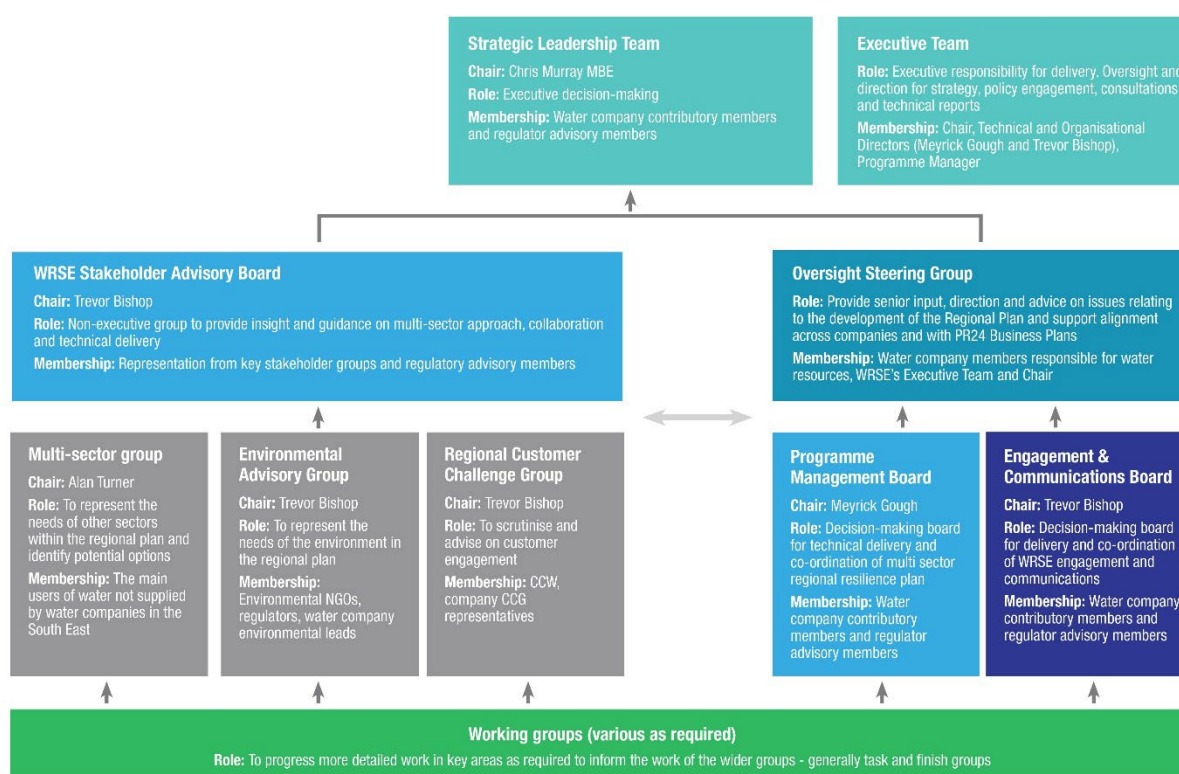 Strategic Leadership Team
Chair: Chris Murray MBE
Role: Executive decision-making
Membership: Water company contributory members
and regulator advisory members
Executive Team
Role: Executive responsibility for delivery. Oversight and
direction for strategy, policy engagement, consultations
and technical reports
Membership: Chair, Technical and Organisational
Directors (Meyrick Gough and Trevor Bishop),
Programme Manager
WRSE Stakeholder Advisory Board
Chair: Trevor Bishop
Role: Non-executive group to provide insight and guidance on multi-sector approach, collaboration
and technical delivery
Membership: Representation from key stakeholder groups and regulatory advisory members
Oversight Steering Group
Role: Provide senior input, direction and advice on issues relating
to the development of the Regional Plan and support alignment
across companies and with PR24 Business Plans
Membership: Water company members responsible for water
resources, WRSE's Executive Team and Chair
Multi-sector group
Chair: Alan Turner
Role: To represent the
needs of other sectors
within the regional plan and
identify potential options
Membership: The main
users of water not supplied
by water companies in the
South East
Environmental
Advisory Group
Chair: Trevor Bishop
Role: To represent the
needs of the environment in
the regional plan
Membership:
Environmental NGOs,
regulators, water company
environmental leads
Regional Customer
Challenge Group
Chair: Trevor Bishop
Role: To scrutinise and
advise on customer
engagement
Membership: CCW,
company CCG
representatives
Programme
Management Board
Chair: Meyrick Gough
Role: Decision-making board
for technical delivery and
co-ordination of multi sector
regional resilience plan
Membership: Water
company contributory
members and regulator
advisory members
Engagement &
Communications Board
Chair: Trevor Bishop
Role: Decision-making board
for delivery and co-ordination
of WRSE engagement and
communications
Membership: Water company
contributory members and
regulator advisory members
Working groups (various as required)
Role: To progress more detailed work in key areas as required to inform the work of the wider groups - generally task and finish groups